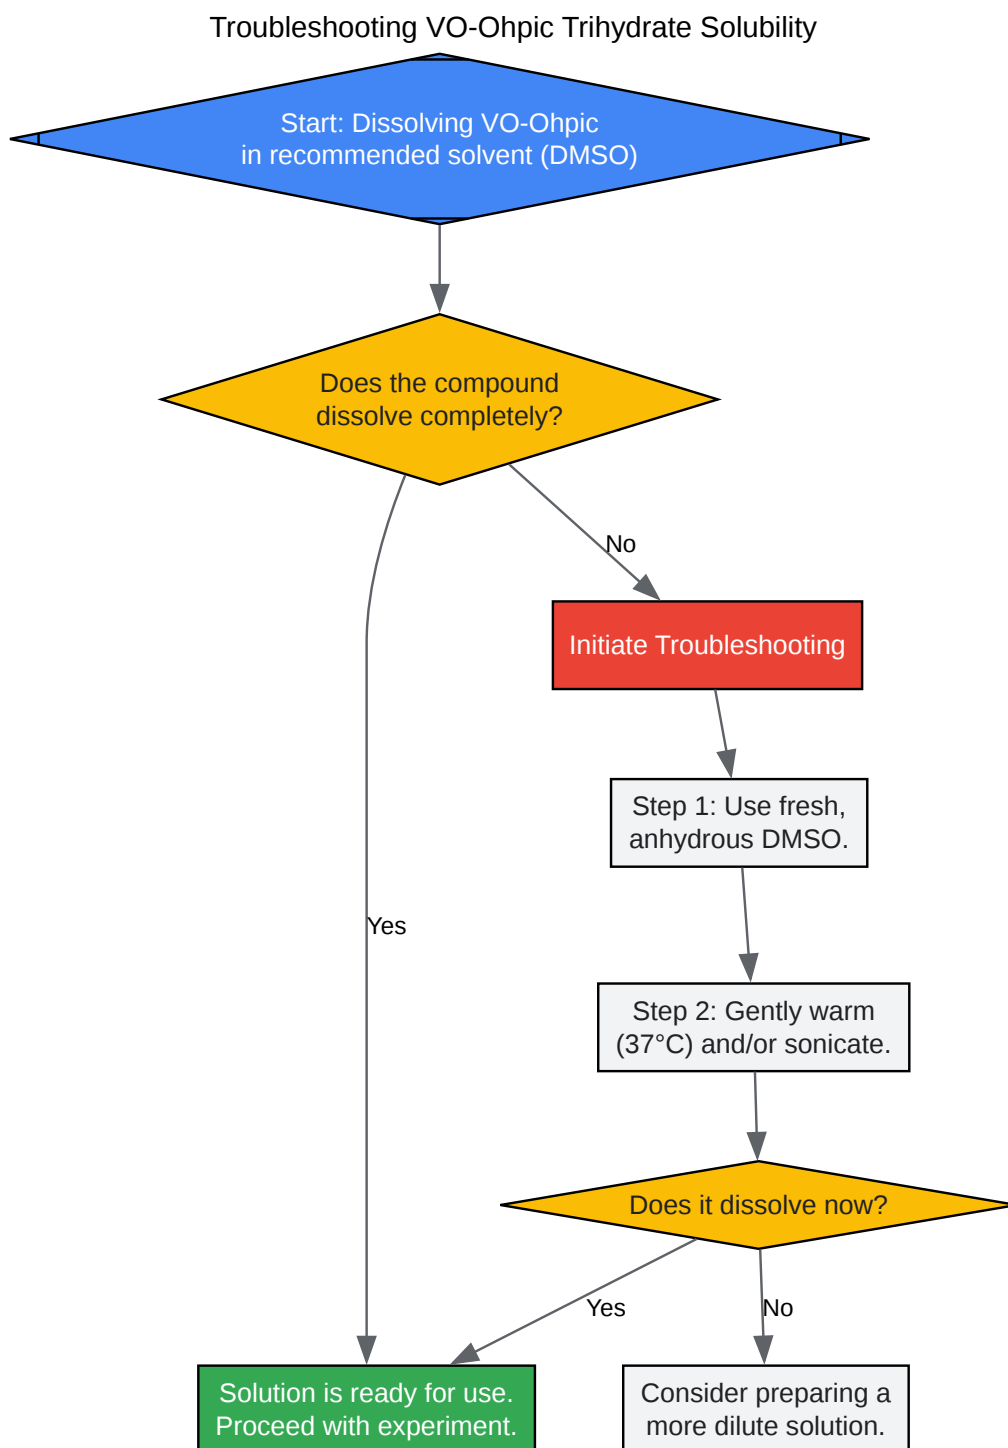 Troubleshooting VO-Ohpic Trihydrate Solubility
Start: Dissolving VO-Ohpic
in recommended solvent (DMSO)
Does the compound
dissolve completely?
No
Initiate Troubleshooting
Step 1: Use fresh,
anhydrous DMSO.
Yes
Step 2: Gently warm
(37°C) and/or sonicate.
Does it dissolve now?
Yes
No
Solution is ready for use.
Proceed with experiment.
Consider preparing a
more dilute solution.